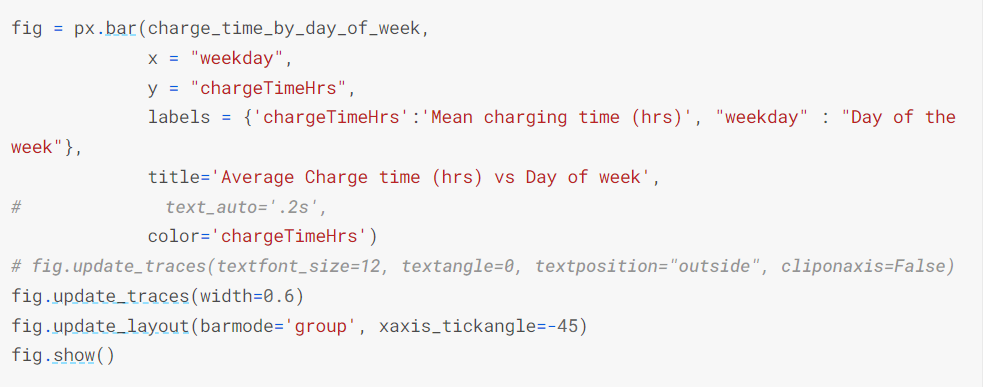 fig = px.bar(charge_time_by_day_of_week,
             x = "weekday",
             y = "chargeTimeHrs",
             labels = {'chargeTimeHrs':'Mean charging time (hrs)', "weekday" : "Day of the
week"},
             title='Average Charge time (hrs) vs Day of week',
#              text_auto='.2s',
             color='chargeTimeHrs')
# fig.update_traces(textfont_size=12, textangle=0, textposition="outside", cliponaxis=False)
fig.update_traces(width=0.6)
fig.update_layout(barmode='group', xaxis_tickangle=-45)
fig.show()